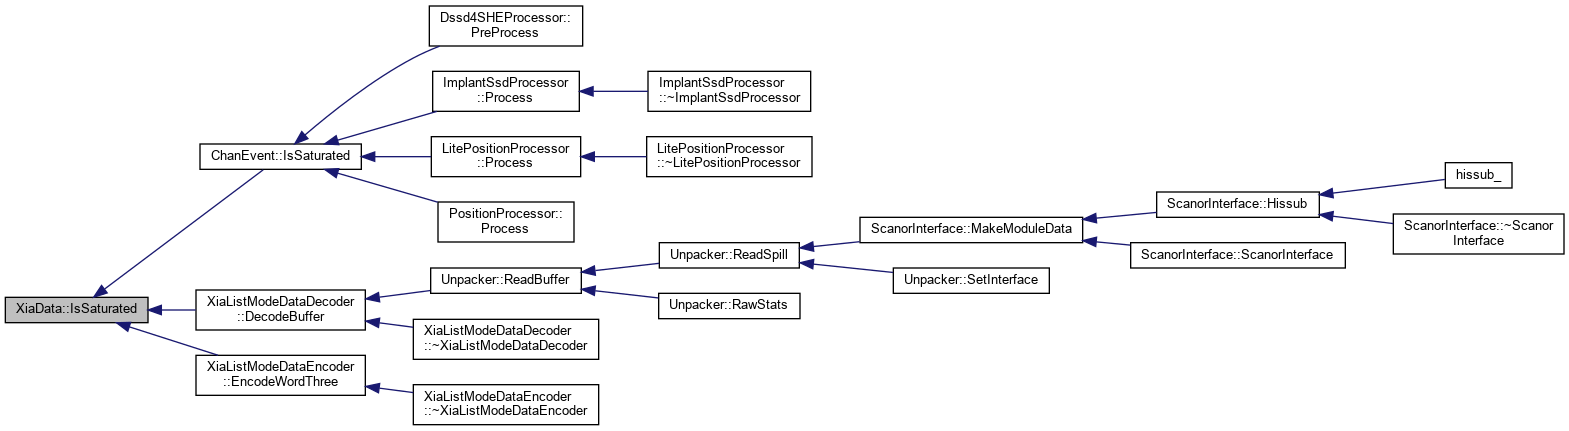 Dssd4SHEProcessor::
PreProcess
ImplantSsdProcessor
::Process
ImplantSsdProcessor
::~ImplantSsdProcessor
ChanEvent::IsSaturated
LitePositionProcessor
::Process
LitePositionProcessor
::~LitePositionProcessor
PositionProcessor::
Process
XiaData::IsSaturated
XiaListModeDataDecoder
::DecodeBuffer
Unpacker::ReadBuffer
Unpacker::ReadSpill
ScanorInterface::MakeModuleData
ScanorInterface::Hissub
hissub_
ScanorInterface::~Scanor
Interface
ScanorInterface::ScanorInterface
Unpacker::SetInterface
Unpacker::RawStats
XiaListModeDataDecoder
::~XiaListModeDataDecoder
XiaListModeDataEncoder
::EncodeWordThree
XiaListModeDataEncoder
::~XiaListModeDataEncoder